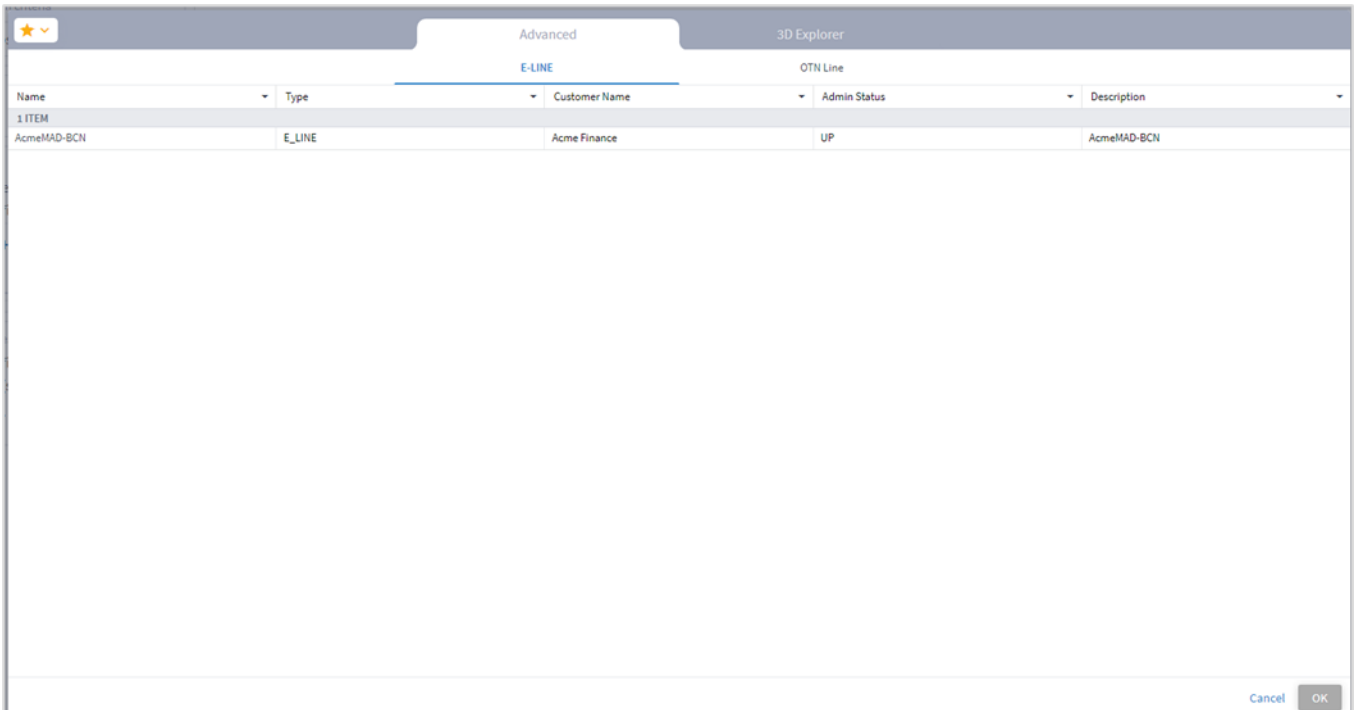 Advanced 3D Explorer
E-LINE OTN Line
Name Type Customer Name Admin Status Description
1 ITEM
AcmeMAD-BCN E_LINE Acme Finance UP AcmeMAD-BCN
Cancel OK